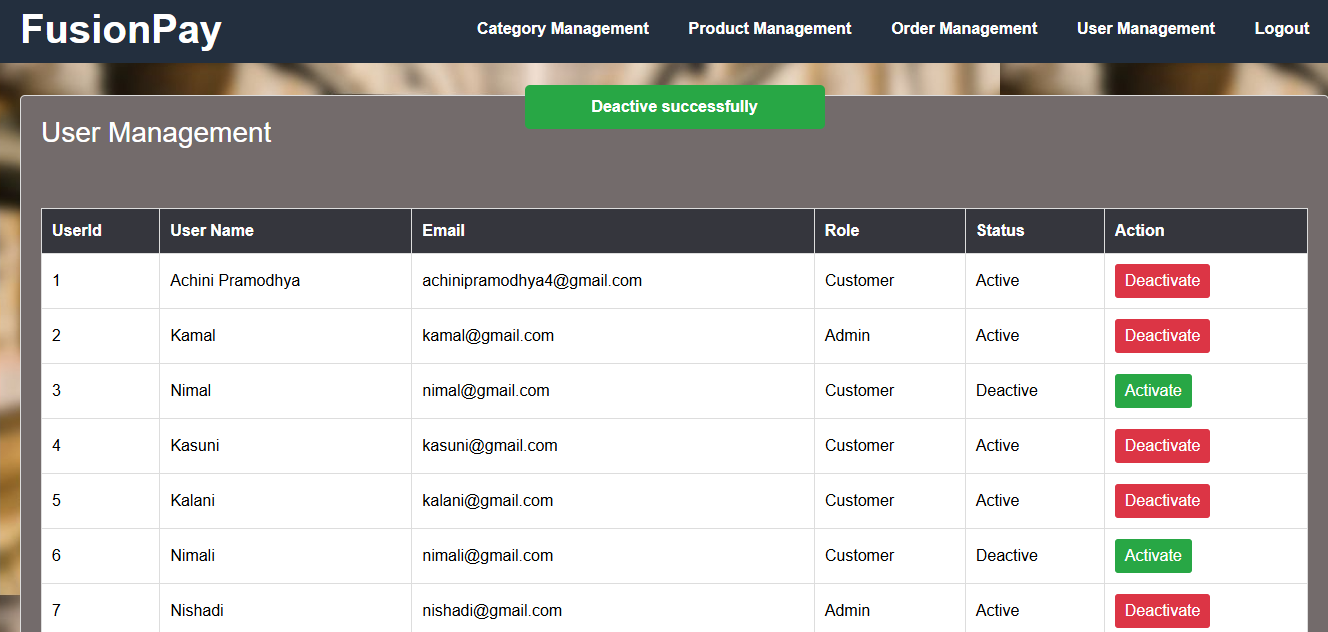 FusionPay Category Management Product Management Order Management User Management Logout
Deactive successfully
User Management
UserId User Name Email Role Status Action
1 Achini Pramodhya achinipramodhya4@gmail.com Customer Active Deactivate
2 Kamal kamal@gmail.com Admin Active Deactivate
3 Nimal nimal@gmail.com Customer Deactive Activate
4 Kasuni kasuni@gmail.com Customer Active Deactivate
5 Kalani kalani@gmail.com Customer Active Deactivate
6 Nimali nimali@gmail.com Customer Deactive Activate
7 Nishadi nishadi@gmail.com Admin Active Deactivate